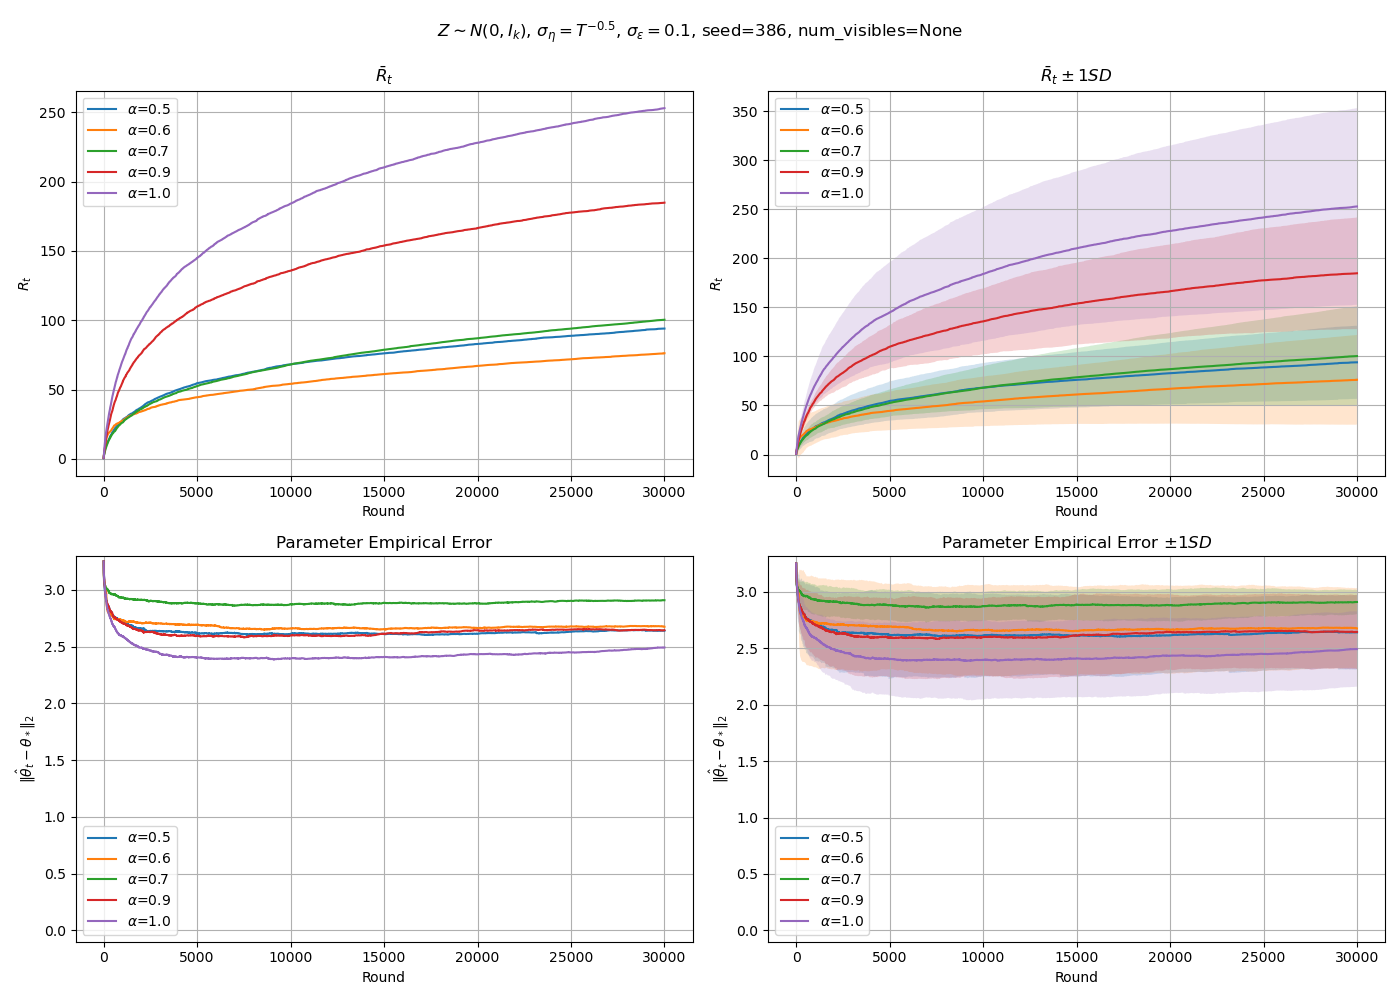 Z ∼ N(0, I_k), σ_η = T^{−0.5}, σ_ε = 0.1, seed=386, num_visibles=None
R̄_t
R_t
250
200
150
100
50
0
α=0.5
α=0.6
α=0.7
α=0.9
α=1.0
0 5000 10000 15000 20000 25000 30000
Round
R̄_t ± 1SD
R_t
350
300
250
200
150
100
50
0
α=0.5
α=0.6
α=0.7
α=0.9
α=1.0
0 5000 10000 15000 20000 25000 30000
Round
Parameter Empirical Error
‖θ̂_t − θ_*‖_2
3.0
2.5
2.0
1.5
1.0
0.5
0.0
α=0.5
α=0.6
α=0.7
α=0.9
α=1.0
0 5000 10000 15000 20000 25000 30000
Round
Parameter Empirical Error ±1SD
‖θ̂_t − θ_*‖_2
3.0
2.5
2.0
1.5
1.0
0.5
0.0
α=0.5
α=0.6
α=0.7
α=0.9
α=1.0
0 5000 10000 15000 20000 25000 30000
Round